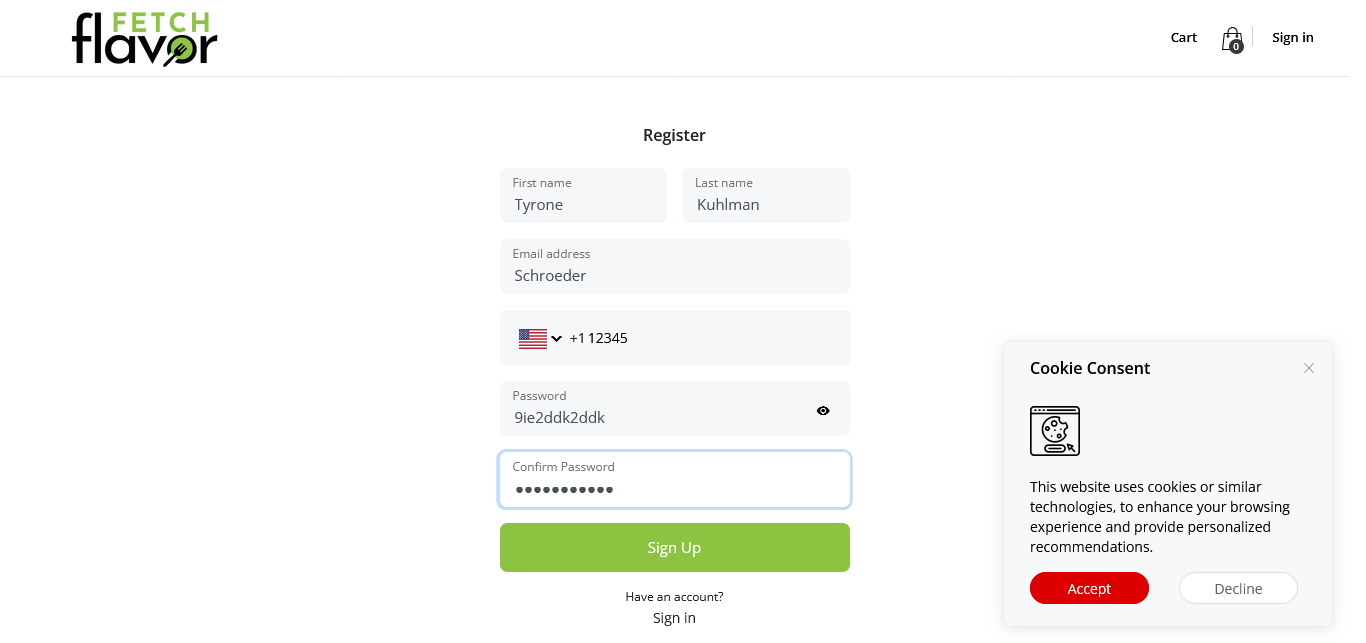 FETCH
flavor
Cart
0
Sign in
Register
First name
Last name
Tyrone
Kuhlman
Email address
Schroeder
+1 12345
Password
9ie2ddk2ddk
Confirm Password
•••••••••••
Sign Up
Have an account?
Sign in
Cookie Consent
This website uses cookies or similar
technologies, to enhance your browsing
experience and provide personalized
recommendations.
Accept
Decline